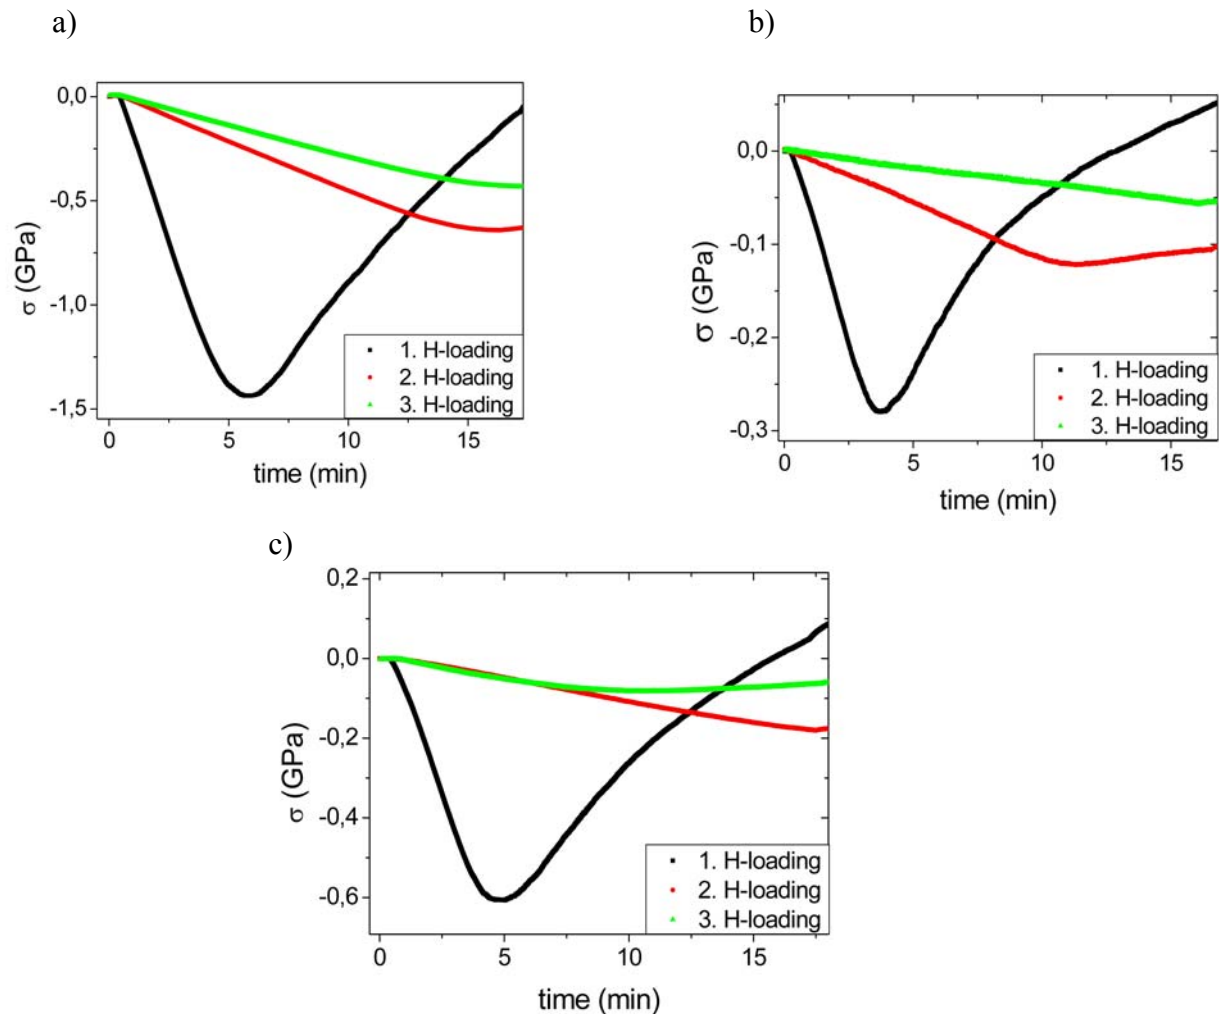 a)
0,0
-0,5
-1,0
-1,5
σ (GPa)
0 5 10 15
time (min)
1. H-loading
2. H-loading
3. H-loading
b)
0,0
-0,1
-0,2
-0,3
σ (GPa)
0 5 10 15
time (min)
1. H-loading
2. H-loading
3. H-loading
c)
0,2
0,0
-0,2
-0,4
-0,6
σ (GPa)
0 5 10 15
time (min)
1. H-loading
2. H-loading
3. H-loading